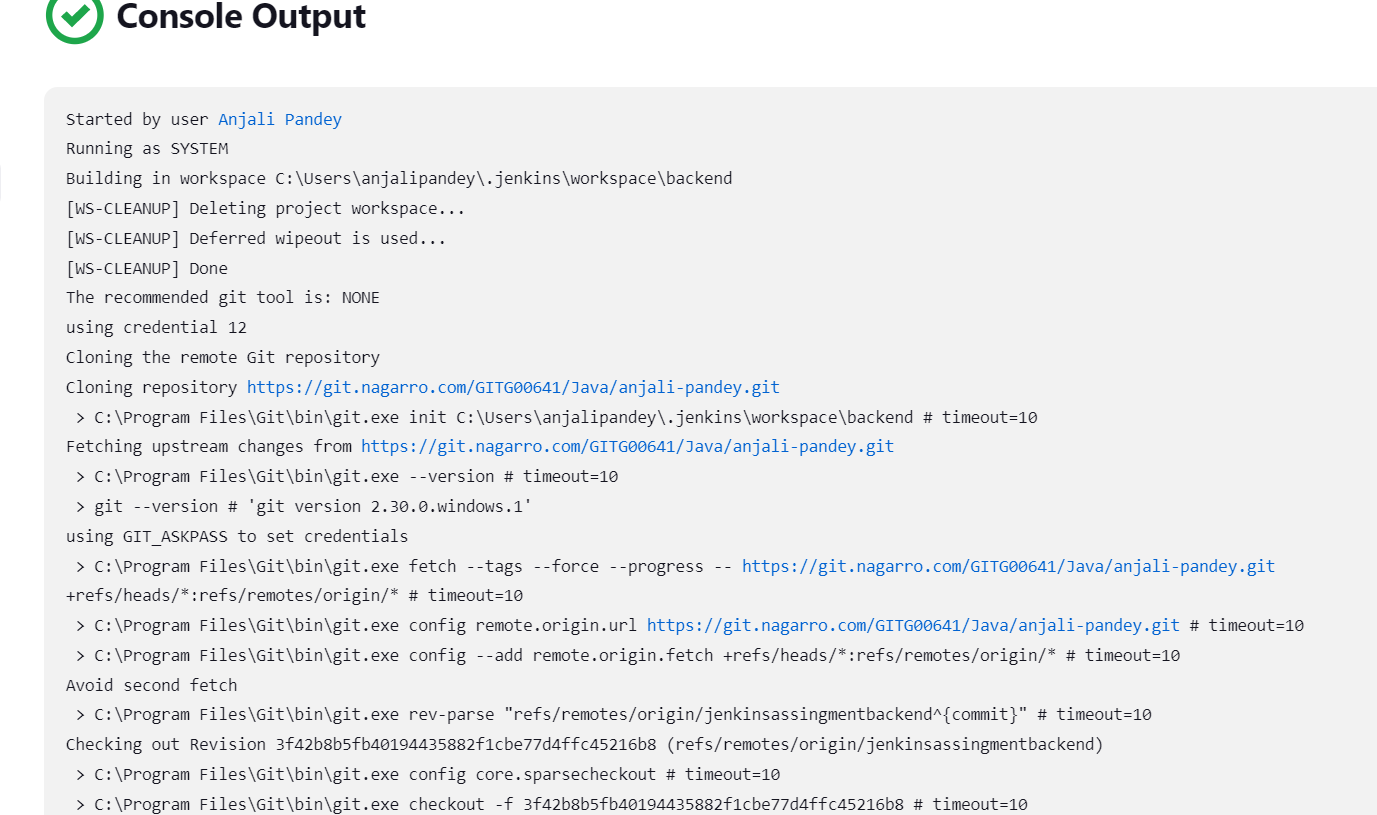 Console Output
Started by user Anjali Pandey
Running as SYSTEM
Building in workspace C:\Users\anjalipandey\.jenkins\workspace\backend
[WS-CLEANUP] Deleting project workspace...
[WS-CLEANUP] Deferred wipeout is used...
[WS-CLEANUP] Done
The recommended git tool is: NONE
using credential 12
Cloning the remote Git repository
Cloning repository https://git.nagarro.com/GITG00641/Java/anjali-pandey.git
 > C:\Program Files\Git\bin\git.exe init C:\Users\anjalipandey\.jenkins\workspace\backend # timeout=10
Fetching upstream changes from https://git.nagarro.com/GITG00641/Java/anjali-pandey.git
 > C:\Program Files\Git\bin\git.exe --version # timeout=10
 > git --version # 'git version 2.30.0.windows.1'
using GIT_ASKPASS to set credentials
 > C:\Program Files\Git\bin\git.exe fetch --tags --force --progress -- https://git.nagarro.com/GITG00641/Java/anjali-pandey.git
+refs/heads/*:refs/remotes/origin/* # timeout=10
 > C:\Program Files\Git\bin\git.exe config remote.origin.url https://git.nagarro.com/GITG00641/Java/anjali-pandey.git # timeout=10
 > C:\Program Files\Git\bin\git.exe config --add remote.origin.fetch +refs/heads/*:refs/remotes/origin/* # timeout=10
Avoid second fetch
 > C:\Program Files\Git\bin\git.exe rev-parse "refs/remotes/origin/jenkinsassingmentbackend^{commit}" # timeout=10
Checking out Revision 3f42b8b5fb40194435882f1cbe77d4ffc45216b8 (refs/remotes/origin/jenkinsassingmentbackend)
 > C:\Program Files\Git\bin\git.exe config core.sparsecheckout # timeout=10
 > C:\Program Files\Git\bin\git.exe checkout -f 3f42b8b5fb40194435882f1cbe77d4ffc45216b8 # timeout=10